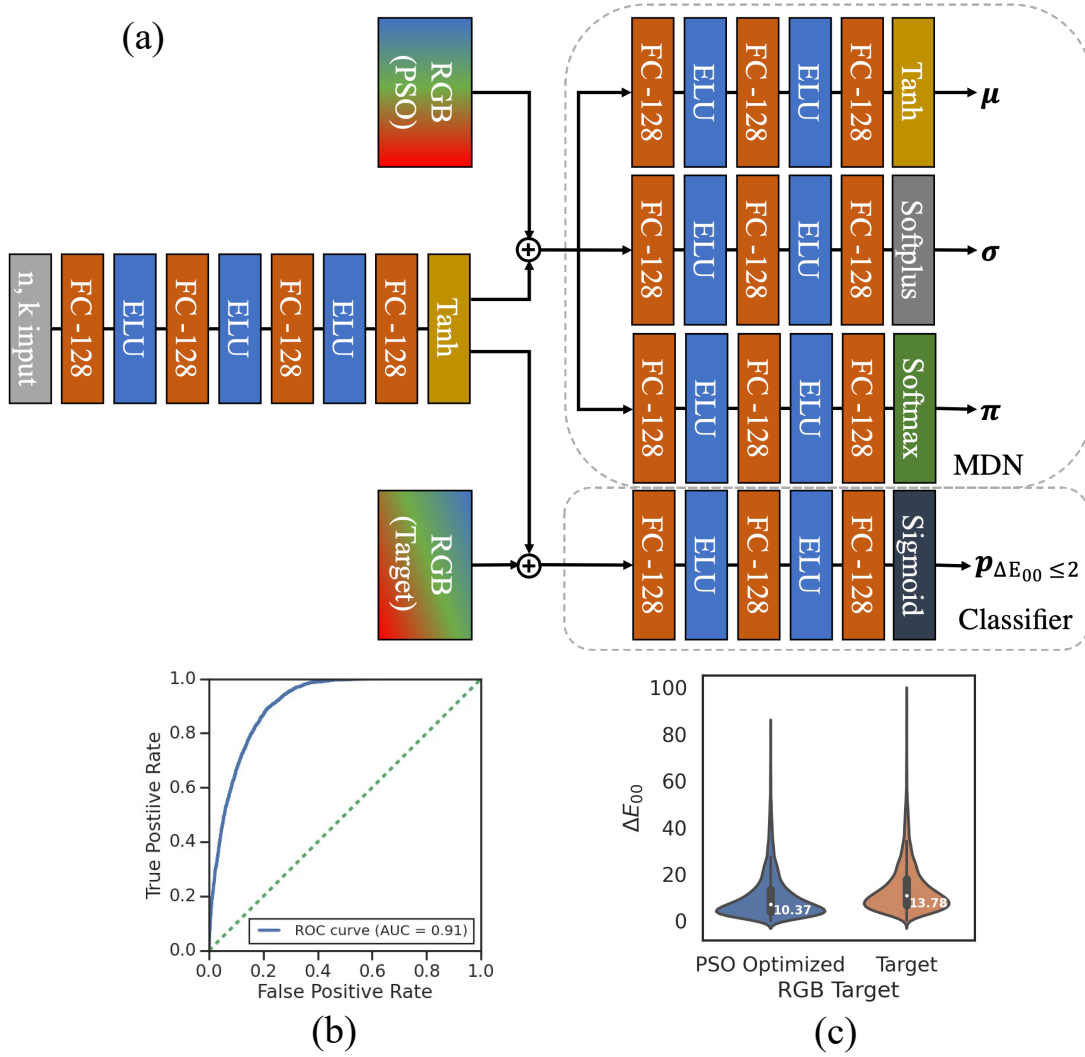 (a)
RGB
(PSO)
FC -128
ELU
FC -128
ELU
FC -128
Tanh
μ
FC -128
ELU
FC -128
ELU
FC -128
Softplus
σ
n, k input
FC -128
ELU
FC -128
ELU
FC -128
ELU
FC -128
Tanh
FC -128
ELU
FC -128
ELU
FC -128
Softmax
π
MDN
RGB
(Target)
FC -128
ELU
FC -128
ELU
FC -128
Sigmoid
pΔE00 ≤2
Classifier
True Postiive Rate
1.0
0.8
0.6
0.4
0.2
0.0
ROC curve (AUC = 0.91)
0.0 0.2 0.4 0.6 0.8 1.0
False Positive Rate
(b)
ΔE00
100
80
60
40
20
0
10.37
13.78
PSO Optimized Target
RGB Target
(c)